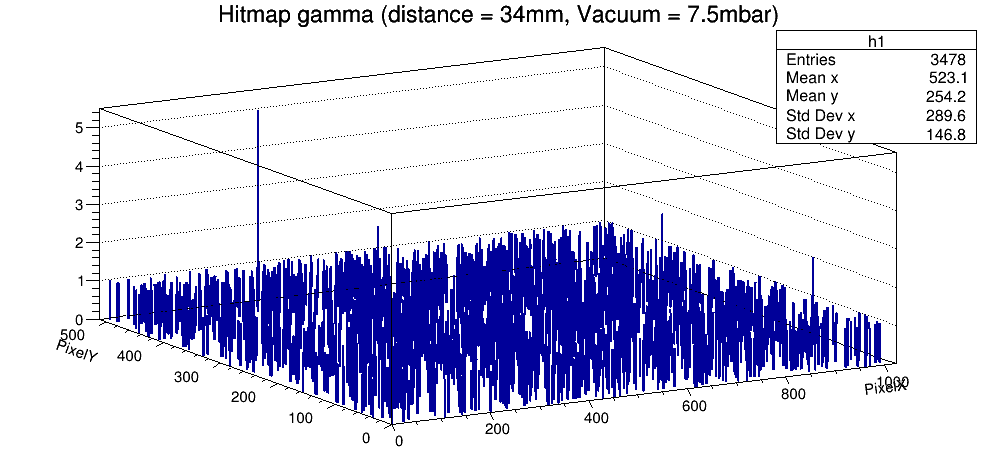 Hitmap gamma (distance = 34mm, Vacuum = 7.5mbar)
h1
Entries 3478
Mean x 523.1
Mean y 254.2
Std Dev x 289.6
Std Dev y 146.8
5
4
3
2
1
0
500
PixelY
400
300
200
100
0
0
200
400
600
800
1000
PixelX